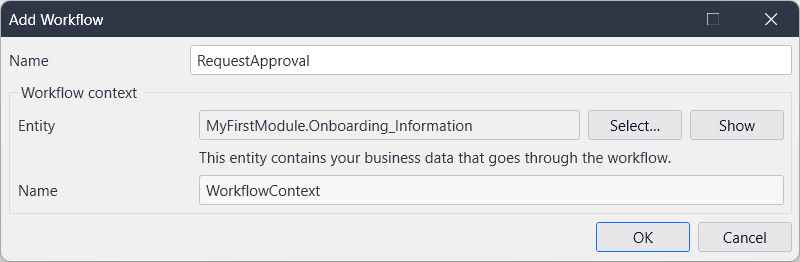 Add Workflow
Name RequestApproval
Workflow context
Entity MyFirstModule.Onboarding_Information Select... Show
This entity contains your business data that goes through the workflow.
Name WorkflowContext
OK Cancel